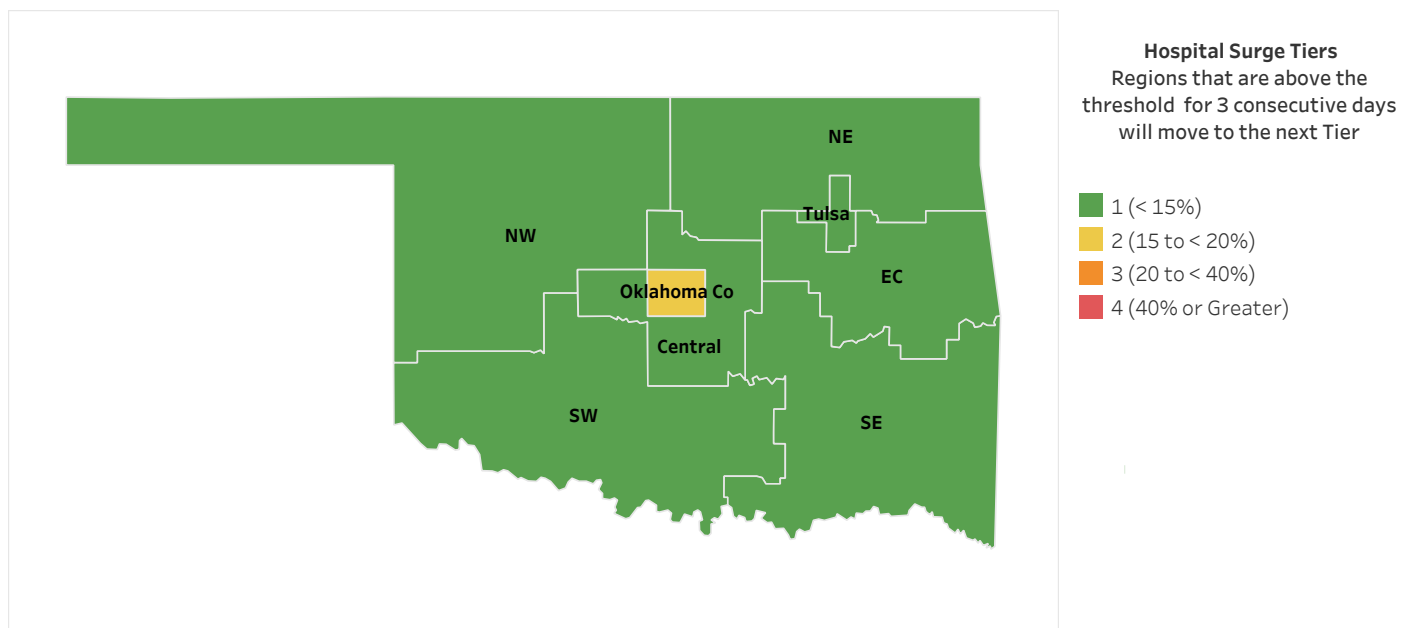 Hospital Surge Tiers
Regions that are above the
threshold for 3 consecutive days
will move to the next Tier
NE
1 (< 15%)
Tulsa
NW
2 (15 to < 20%)
EC
3 (20 to < 40%)
Oklahoma Co
4 (40% or Greater)
Central
SW
SE